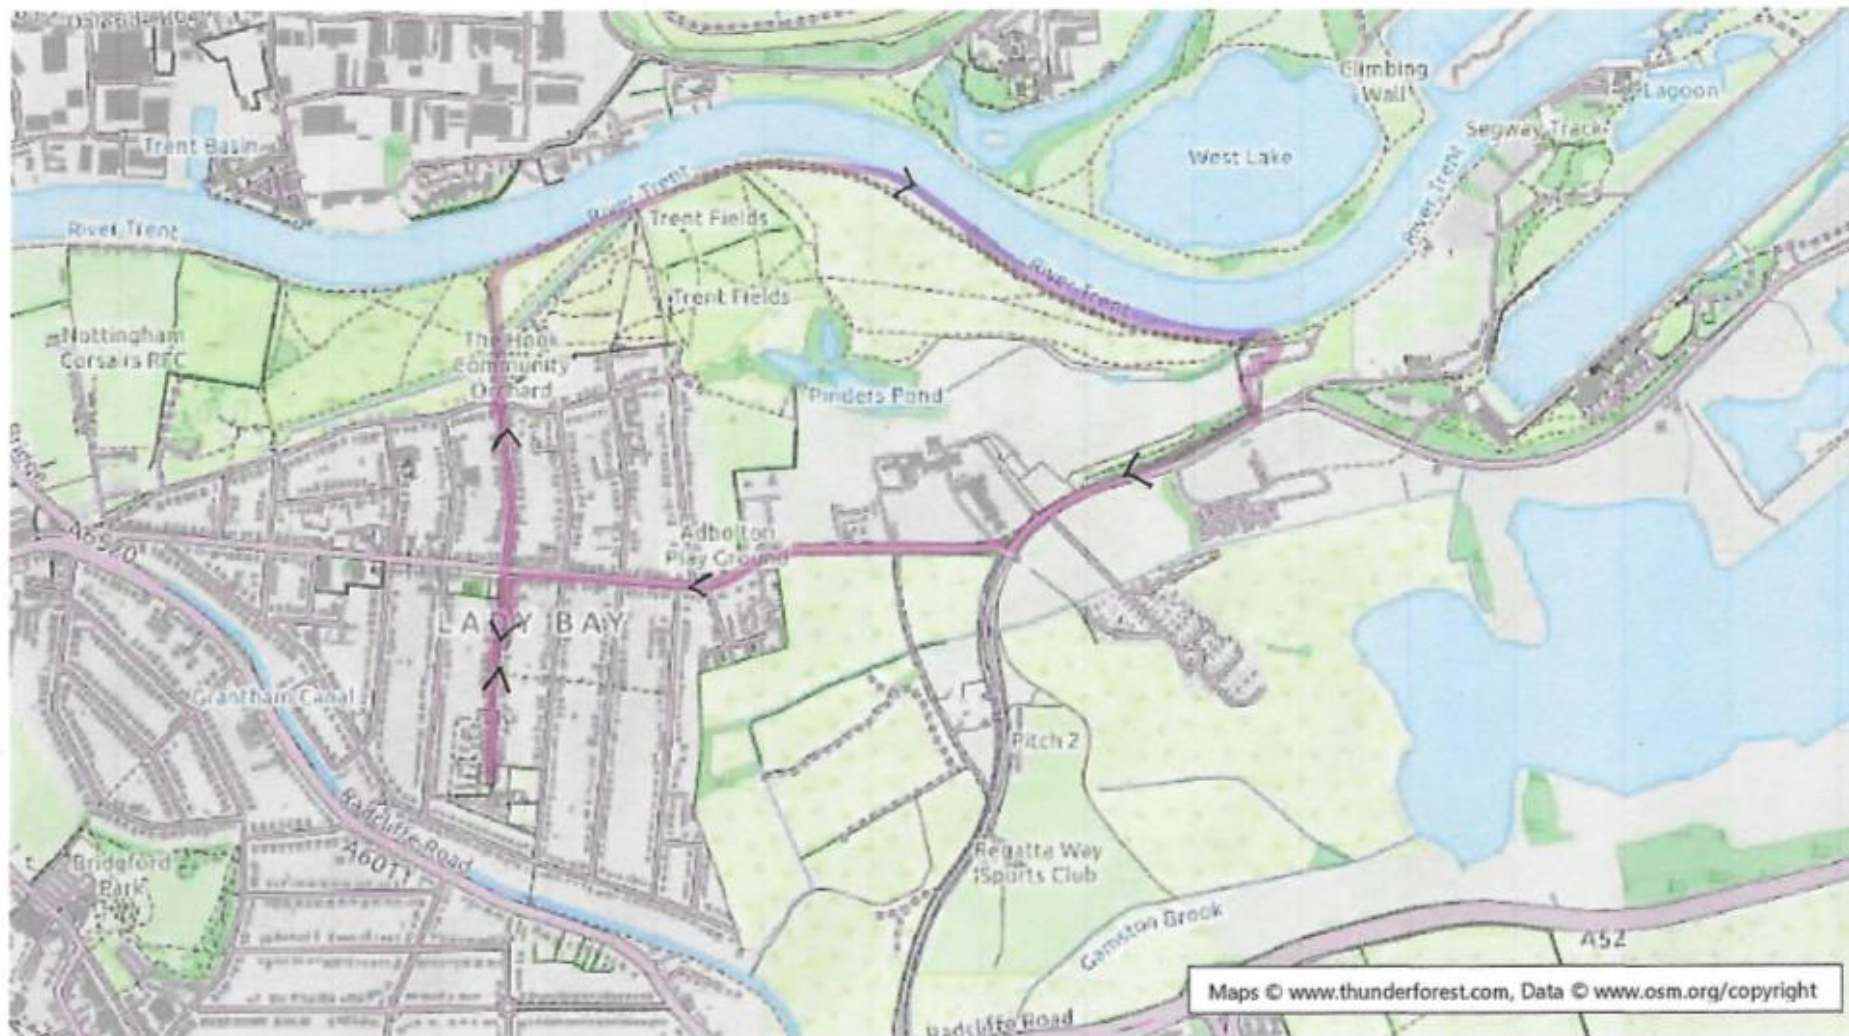 Trent Basin
River Trent
River Trent
Trent Fields
Trent Fields
River Trent
West Lake
Climbing
Wall
Lagoon
Segway Track
River Trent
Nottingham
Corsairs RFC
The Hook
Community
Orchard
Pinders Pond
A6520
Adbolton
Play Ground
LADY BAY
Grantham Canal
Radcliffe Road
A6011
Bridgford
Park
Pitch 2
Regatta Way
Sports Club
Gamston Brook
A52
Radcliffe Road
Maps © www.thunderforest.com, Data © www.osm.org/copyright